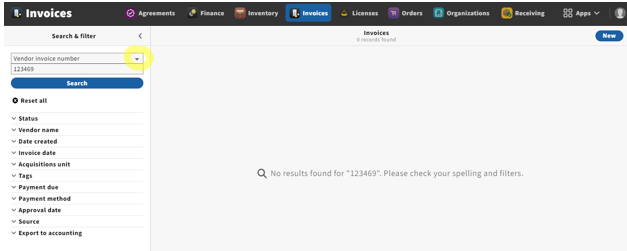 Invoices
Agreements
Finance
Inventory
Invoices
Licenses
Orders
Organizations
Receiving
Apps
Search & filter
Invoices
0 records found
New
Vendor invoice number
123469
Search
Reset all
Status
Vendor name
Date created
Invoice date
Acquisitions unit
Tags
Payment due
Payment method
Approval date
Source
Export to accounting
No results found for "123469". Please check your spelling and filters.